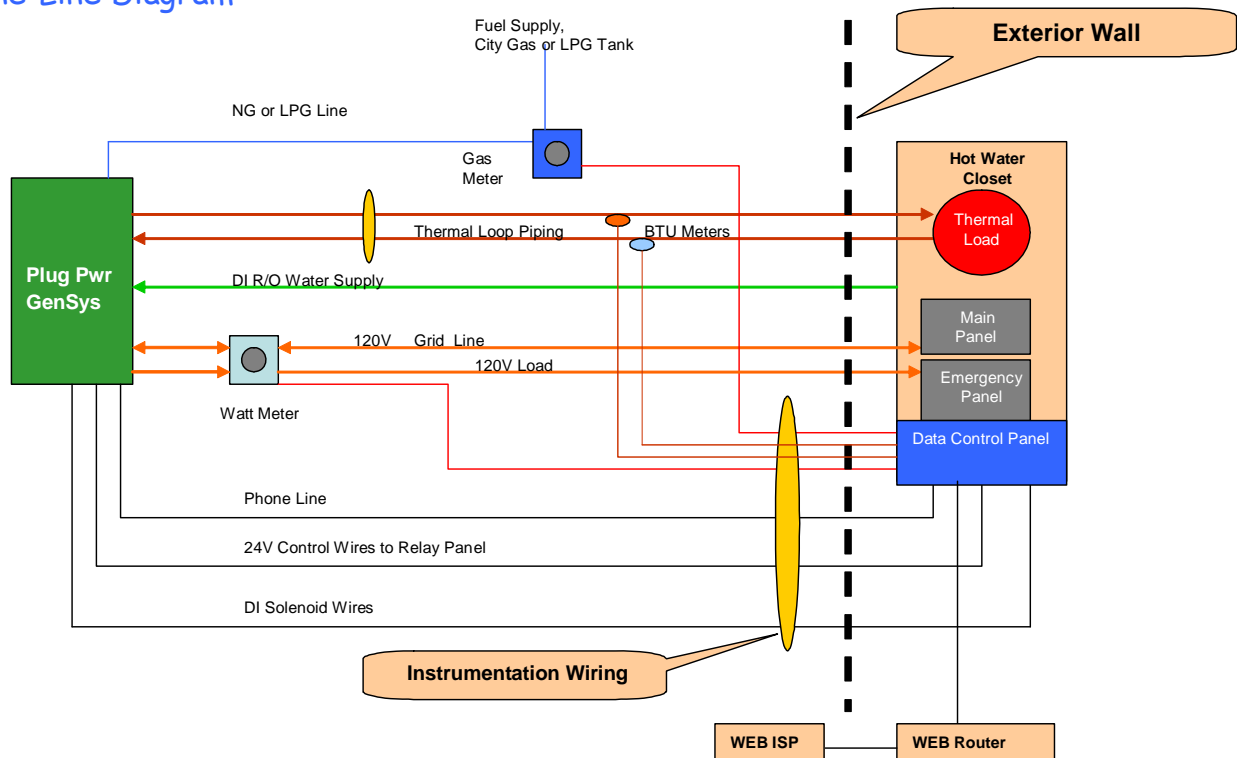 Line Diagram
Fuel Supply,
City Gas or LPG Tank
Exterior Wall
NG or LPG Line
Gas
Meter
Hot Water
Closet
Thermal
Load
Thermal Loop Piping
BTU Meters
Plug Pwr
GenSys
DI R/O Water Supply
Main
Panel
120V Grid Line
120V Load
Emergency
Panel
Watt Meter
Data Control Panel
Phone Line
24V Control Wires to Relay Panel
DI Solenoid Wires
Instrumentation Wiring
WEB ISP
WEB Router